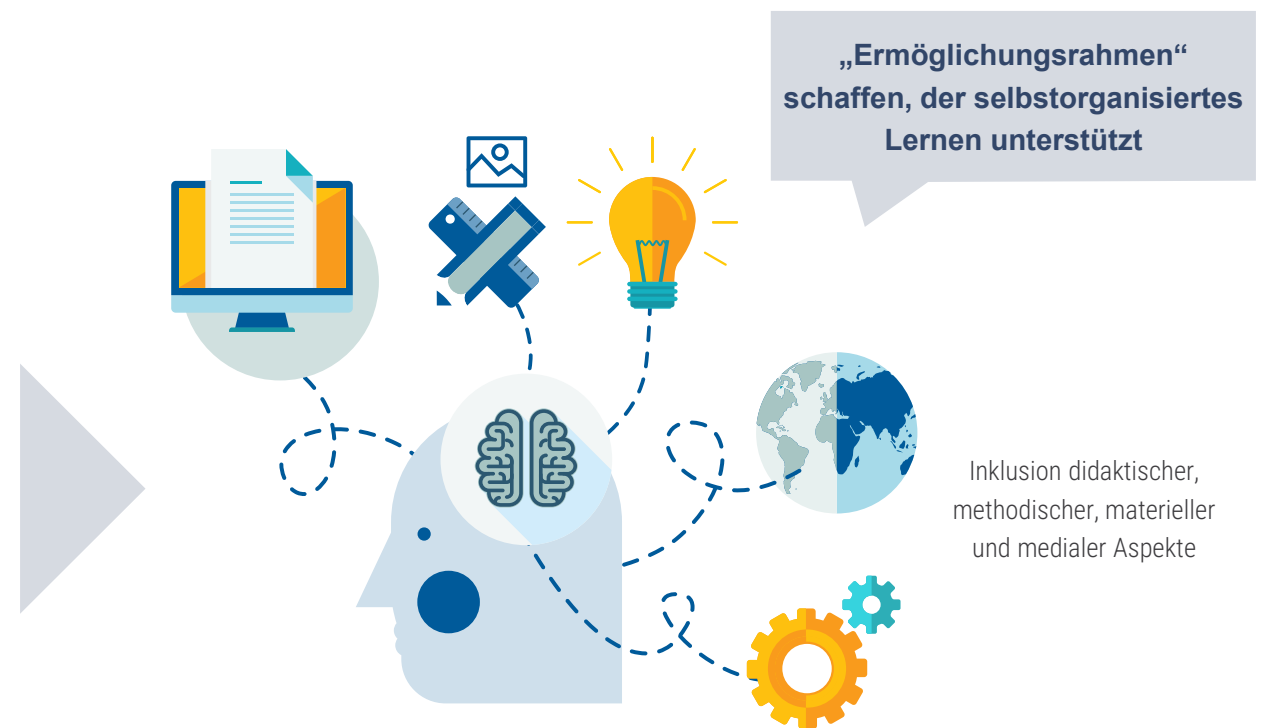 „Ermöglichungsrahmen“
schaffen, der selbstorganisiertes
Lernen unterstützt
Inklusion didaktischer,
methodischer, materieller
und medialer Aspekte